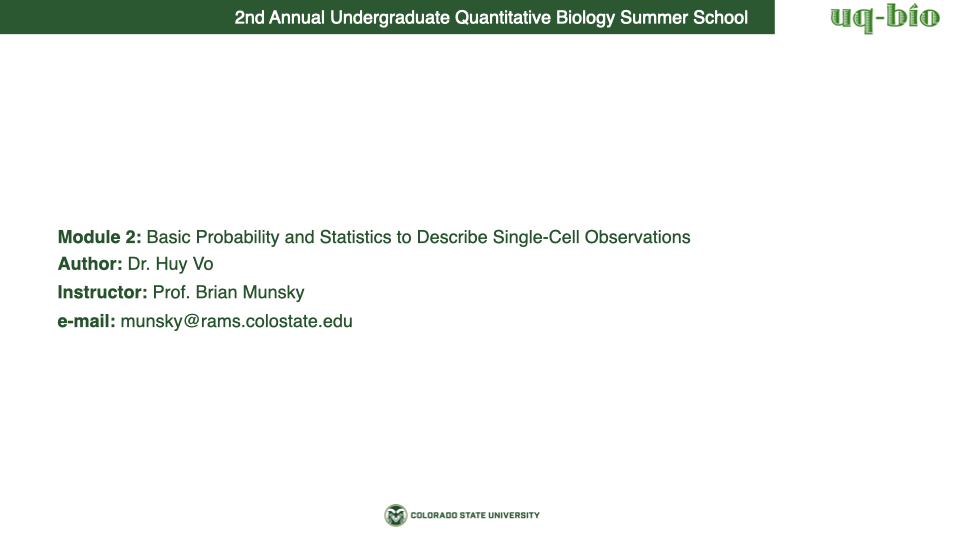 2nd Annual Undergraduate Quantitative Biology Summer School
uq-bio
Module 2: Basic Probability and Statistics to Describe Single-Cell Observations
Author: Dr. Huy Vo
Instructor: Prof. Brian Munsky
e-mail: munsky@rams.colostate.edu
COLORADO STATE UNIVERSITY